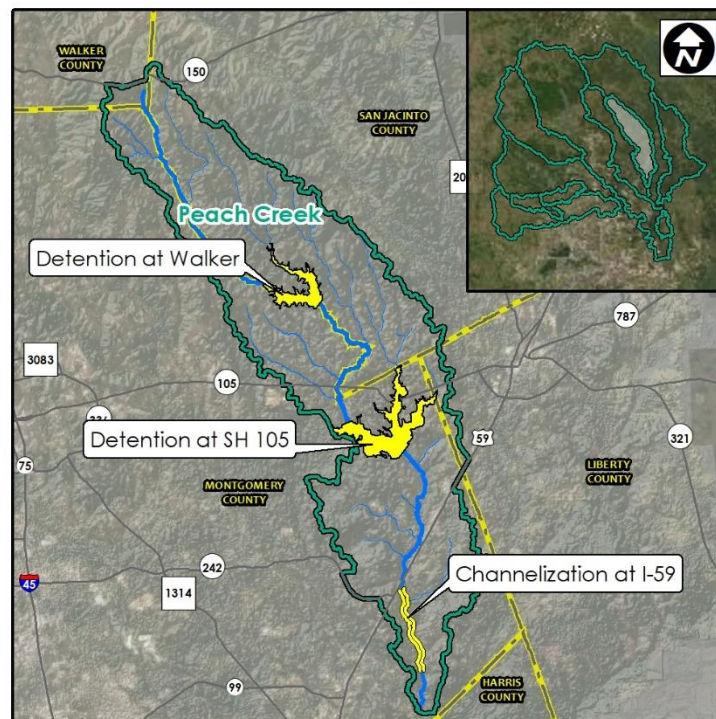 WALKER
COUNTY
150
SAN JACINTO
COUNTY
N
20
Peach Creek
Detention at Walker
787
3083
105
336
Detention at SH 105
59
321
75
LIBERTY
COUNTY
MONTGOMERY
COUNTY
242
Channelization at I-59
45
1314
99
HARRIS
COUNTY